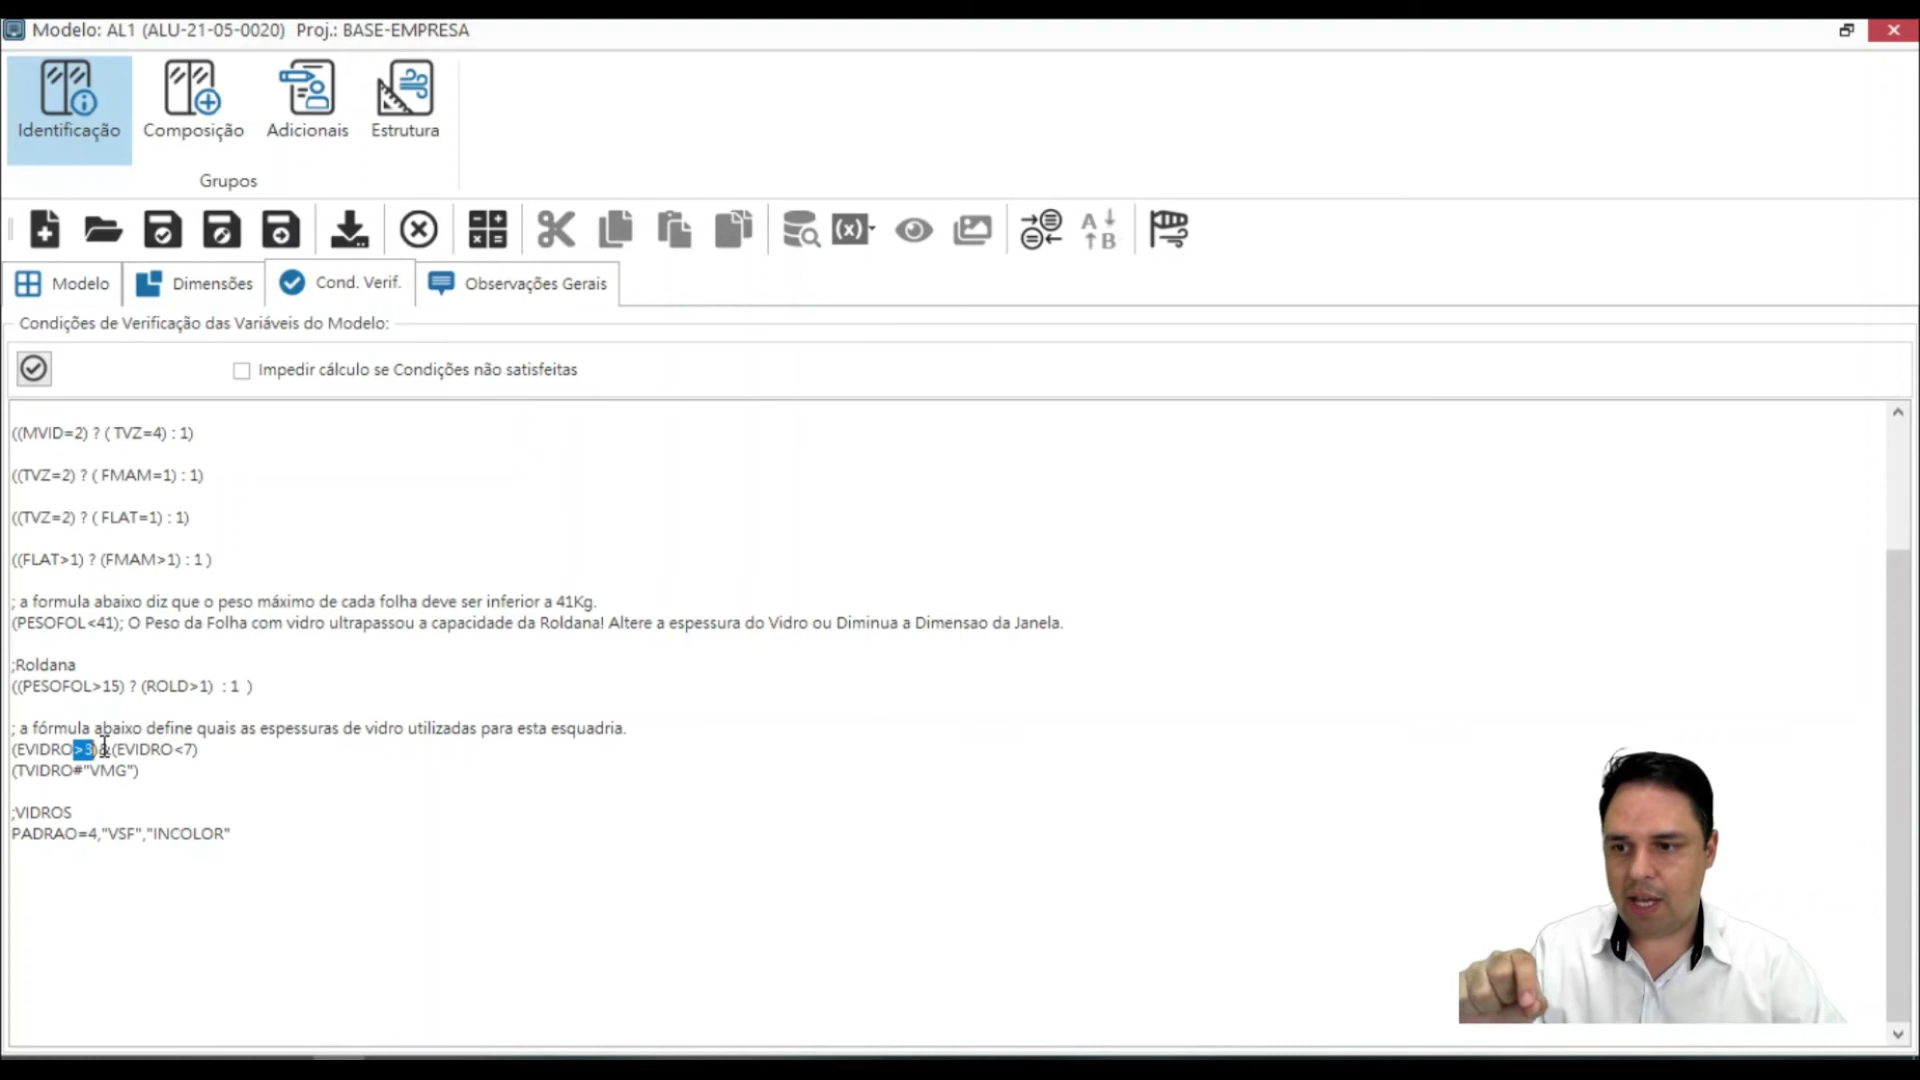 Modelo: AL1 (ALU-21-05-0020) Proj.: BASE-EMPRESA
Identificação
Composição
Adicionais
Estrutura
Grupos
Modelo
Dimensões
Cond. Verif.
Observações Gerais
Condições de Verificação das Variáveis do Modelo:
Impedir cálculo se Condições não satisfeitas
((MVID=2) ? ( TVZ=4) : 1)
((TVZ=2) ? ( FMAM=1) : 1)
((TVZ=2) ? ( FLAT=1) : 1)
((FLAT>1) ? (FMAM>1) : 1 )
; a formula abaixo diz que o peso máximo de cada folha deve ser inferior a 41Kg.
(PESOFOL<41); O Peso da Folha com vidro ultrapassou a capacidade da Roldana! Altere a espessura do Vidro ou Diminua a Dimensao da Janela.
;Roldana
((PESOFOL>15) ? (ROLD>1) : 1 )
; a fórmula abaixo define quais as espessuras de vidro utilizadas para esta esquadria.
(EVIDRO>3)&(EVIDRO<7)
(TVIDRO#"VMG")
;VIDROS
PADRAO=4,"VSF","INCOLOR"